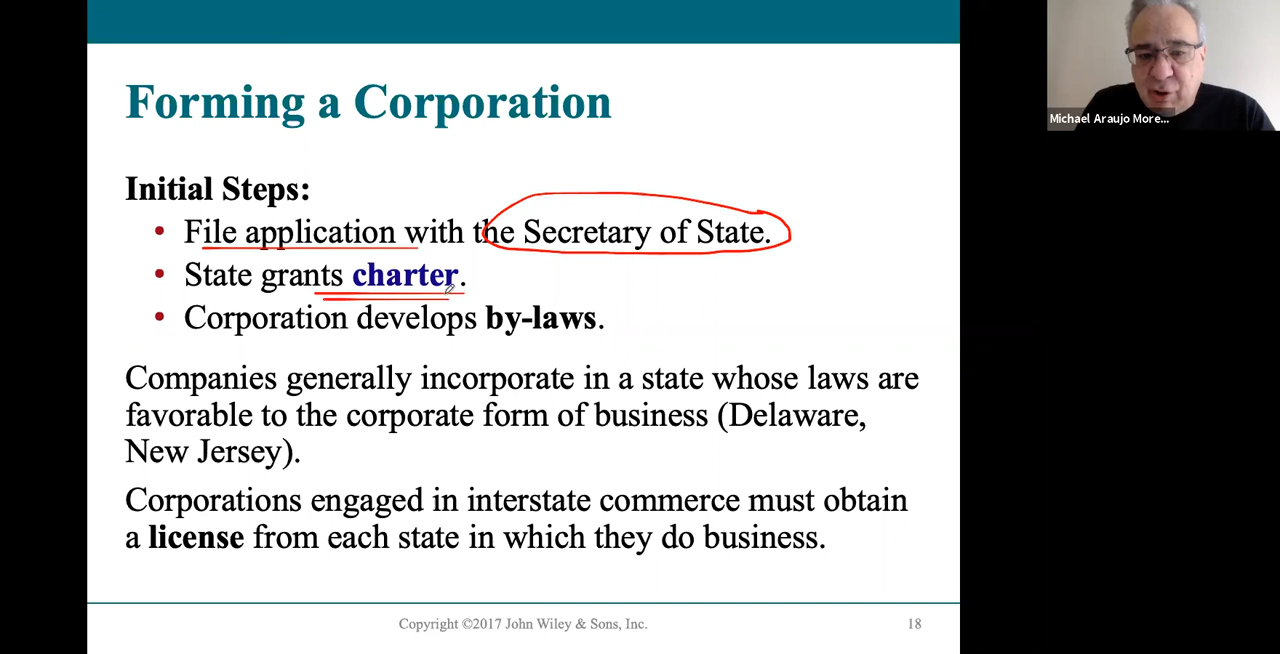 Forming a Corporation
Michael Araujo More...
Initial Steps:
• File application with the Secretary of State.
• State grants charter.
• Corporation develops by-laws.
Companies generally incorporate in a state whose laws are
favorable to the corporate form of business (Delaware,
New Jersey).
Corporations engaged in interstate commerce must obtain
a license from each state in which they do business.
Copyright ©2017 John Wiley & Sons, Inc.
18